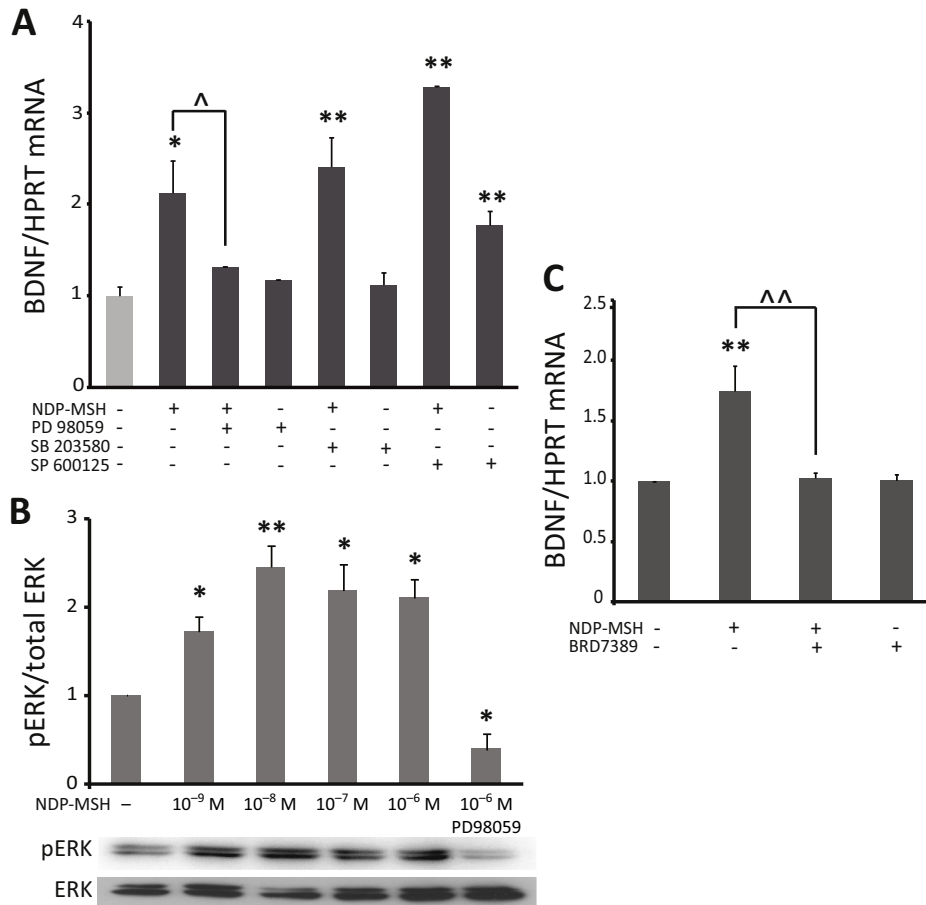 A
BDNF/HPRT mRNA
4
3
2
1
0
* ^ ** ** **
NDP-MSH - + + - + - + -
PD 98059 - - + + - - - -
SB 203580 - - - - + + - -
SP 600125 - - - - - - + +
B
pERK/total ERK
3
2
1
0
* ** * * *
NDP-MSH – 10⁻⁹ M 10⁻⁸ M 10⁻⁷ M 10⁻⁶ M 10⁻⁶ M
PD98059
pERK
ERK
C
BDNF/HPRT mRNA
2.5
2.0
1.5
1.0
0.5
0
** ^^
NDP-MSH - + + -
BRD7389 - - + +